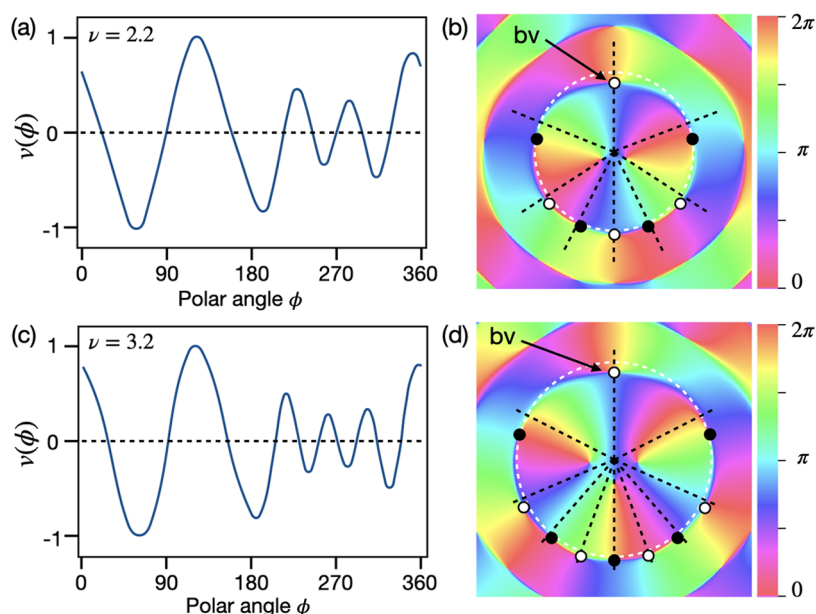 (a)
ν = 2.2
ν(ϕ)
1
0
-1
0 90 180 270 360
Polar angle ϕ
(b)
bv
2π
π
0
(c)
ν = 3.2
ν(ϕ)
1
0
-1
0 90 180 270 360
Polar angle ϕ
(d)
bv
2π
π
0